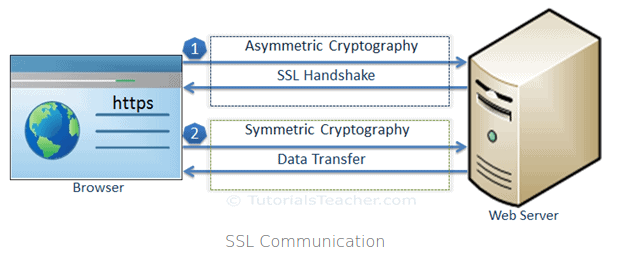 1
Asymmetric Cryptography
SSL Handshake
https
2
Symmetric Cryptography
Data Transfer
Browser
© TutorialsTeacher.com
Web Server
SSL Communication